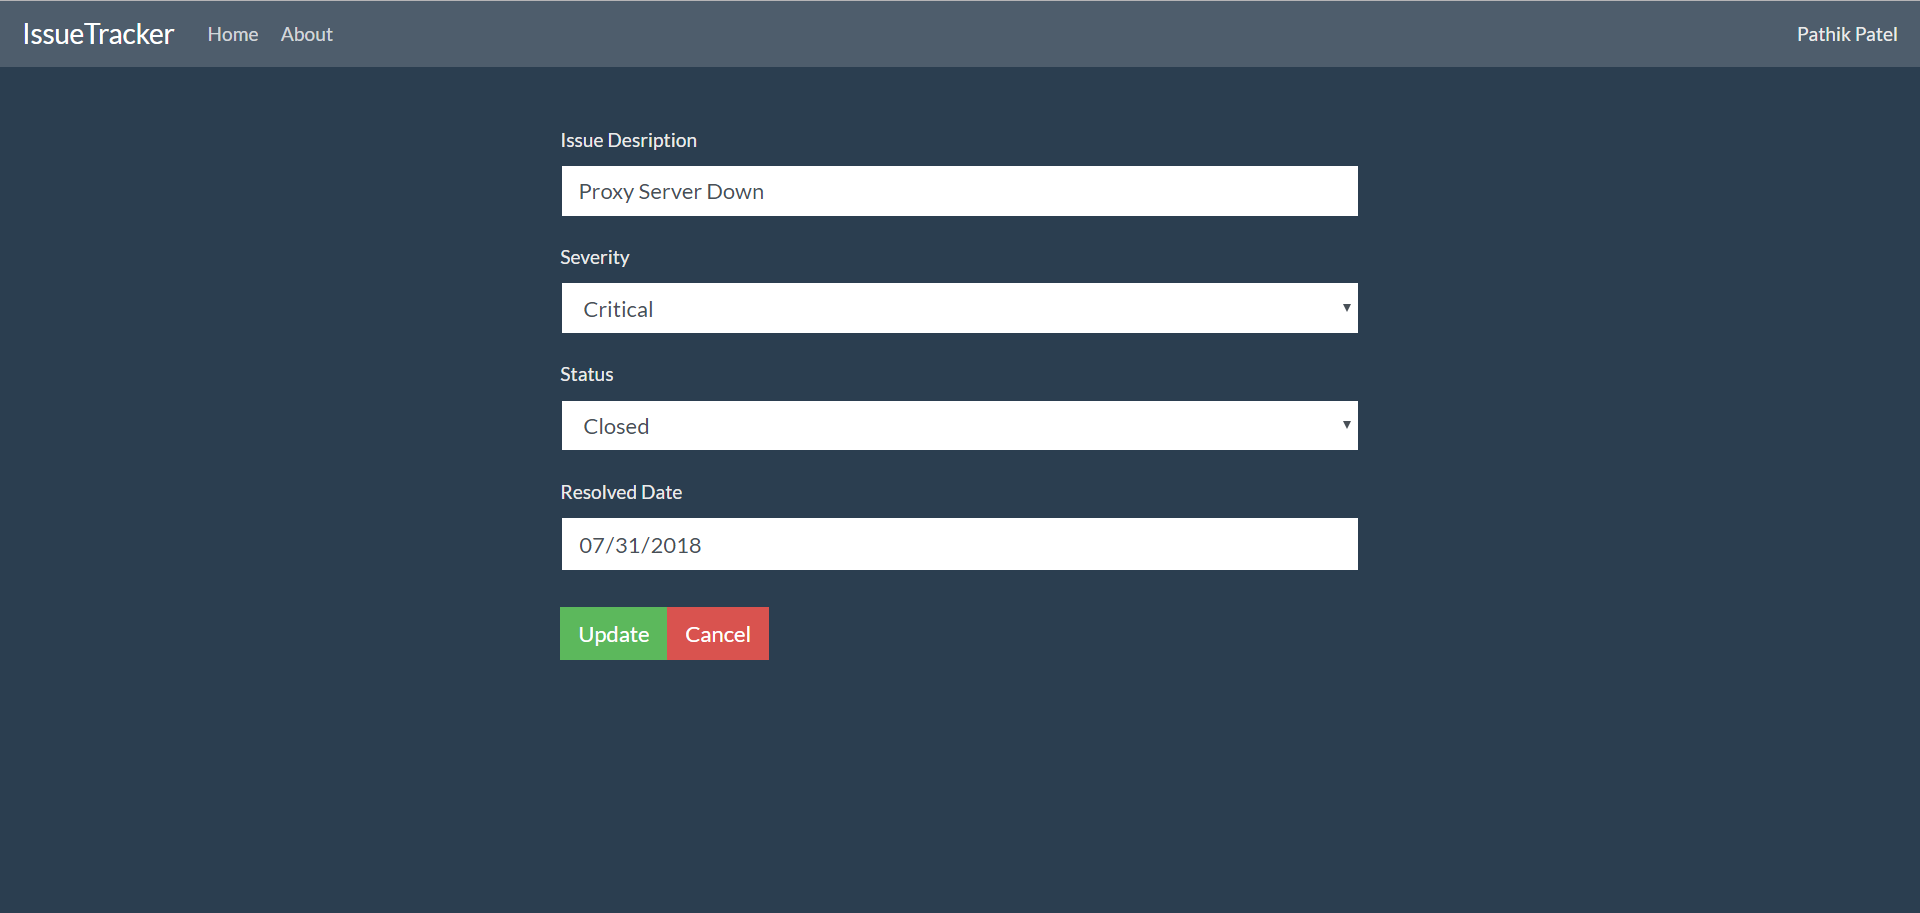 IssueTracker Home About Pathik Patel
Issue Desription
Proxy Server Down
Severity
Critical
Status
Closed
Resolved Date
07/31/2018
Update Cancel